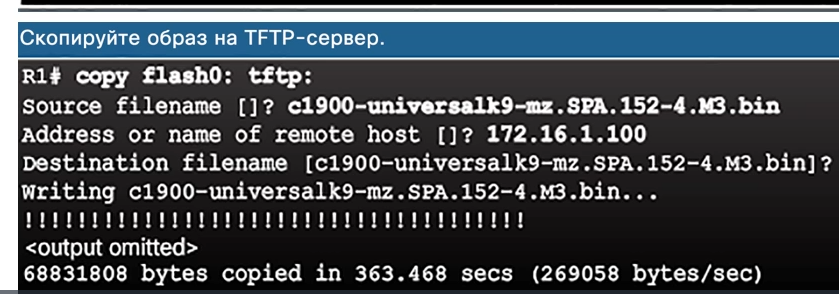 Скопируйте образ на TFTP-сервер.
R1# copy flash0: tftp:
Source filename []? c1900-universalk9-mz.SPA.152-4.M3.bin
Address or name of remote host []? 172.16.1.100
Destination filename [c1900-universalk9-mz.SPA.152-4.M3.bin]?
Writing c1900-universalk9-mz.SPA.152-4.M3.bin...
!!!!!!!!!!!!!!!!!!!!!!!!!!!!!!!!!!!!!!
<output omitted>
68831808 bytes copied in 363.468 secs (269058 bytes/sec)